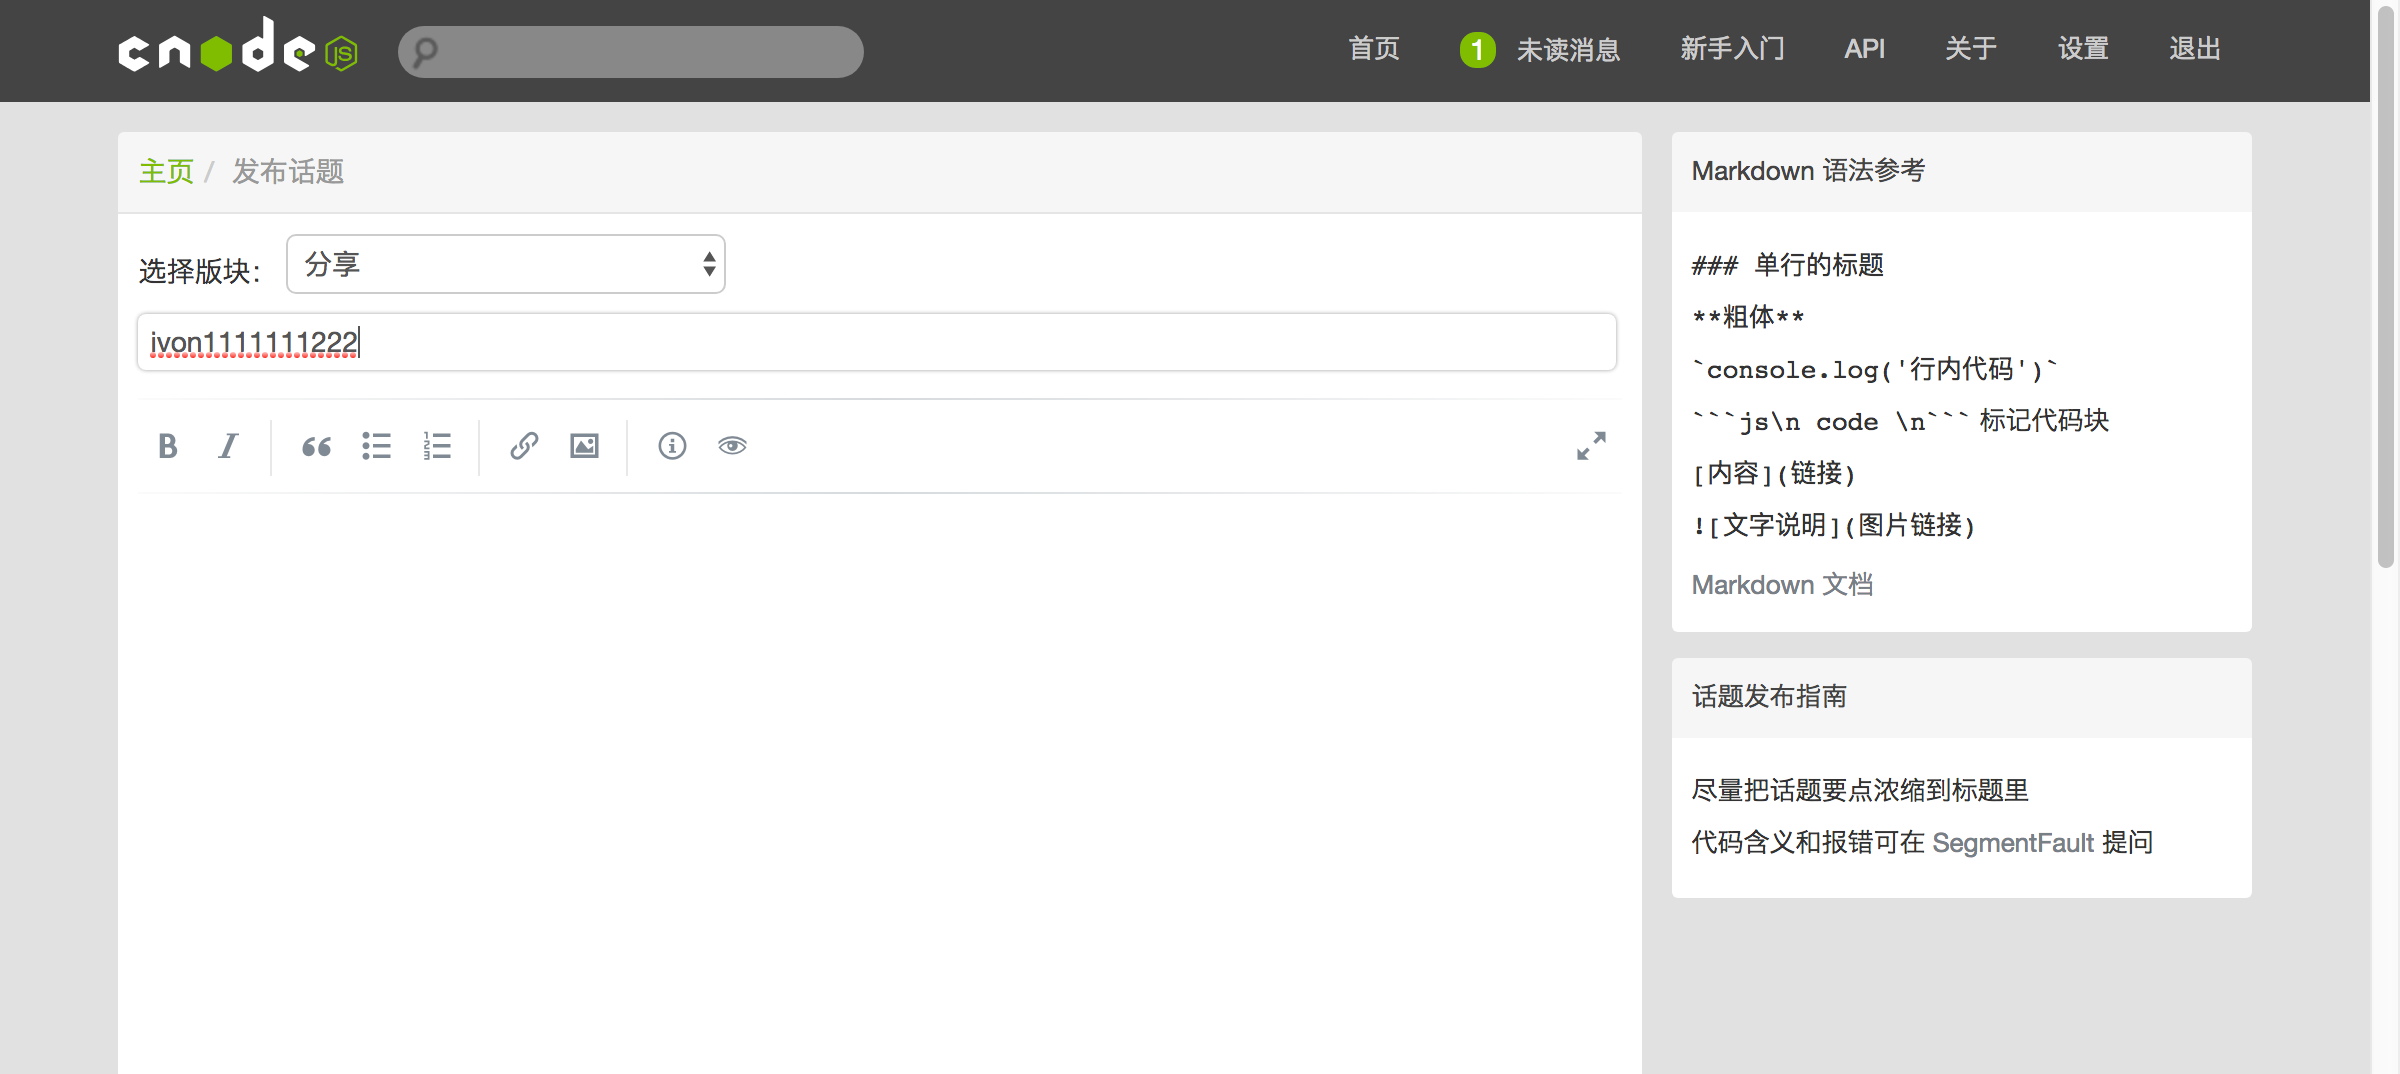 cnode JS
首页 1 未读消息 新手入门 API 关于 设置 退出
主页 / 发布话题
选择版块： 分享
ivon1111111222
Markdown 语法参考
### 单行的标题
**粗体**
`console.log('行内代码')`
```js\n code \n``` 标记代码块
[内容](链接)
![文字说明](图片链接)
Markdown 文档
话题发布指南
尽量把话题要点浓缩到标题里
代码含义和报错可在 SegmentFault 提问